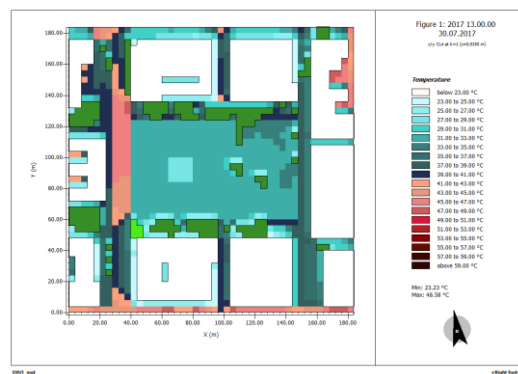 Figure 1: 2017 13.00.00
30.07.2017
x/y Cut at k=1 (z=0.0100 m)
Temperature
below 23.00 °C
23.00 to 25.00 °C
25.00 to 27.00 °C
27.00 to 29.00 °C
29.00 to 31.00 °C
31.00 to 33.00 °C
33.00 to 35.00 °C
35.00 to 37.00 °C
37.00 to 39.00 °C
39.00 to 41.00 °C
41.00 to 43.00 °C
43.00 to 45.00 °C
45.00 to 47.00 °C
47.00 to 49.00 °C
49.00 to 51.00 °C
51.00 to 53.00 °C
53.00 to 55.00 °C
55.00 to 57.00 °C
57.00 to 59.00 °C
above 59.00 °C
Min: 23.23 °C
Max: 48.58 °C
180.00
160.00
140.00
120.00
100.00
80.00
60.00
40.00
20.00
0.00
Y (m)
0.00 20.00 40.00 60.00 80.00 100.00 120.00 140.00 160.00 180.00
X (m)
<Right foot